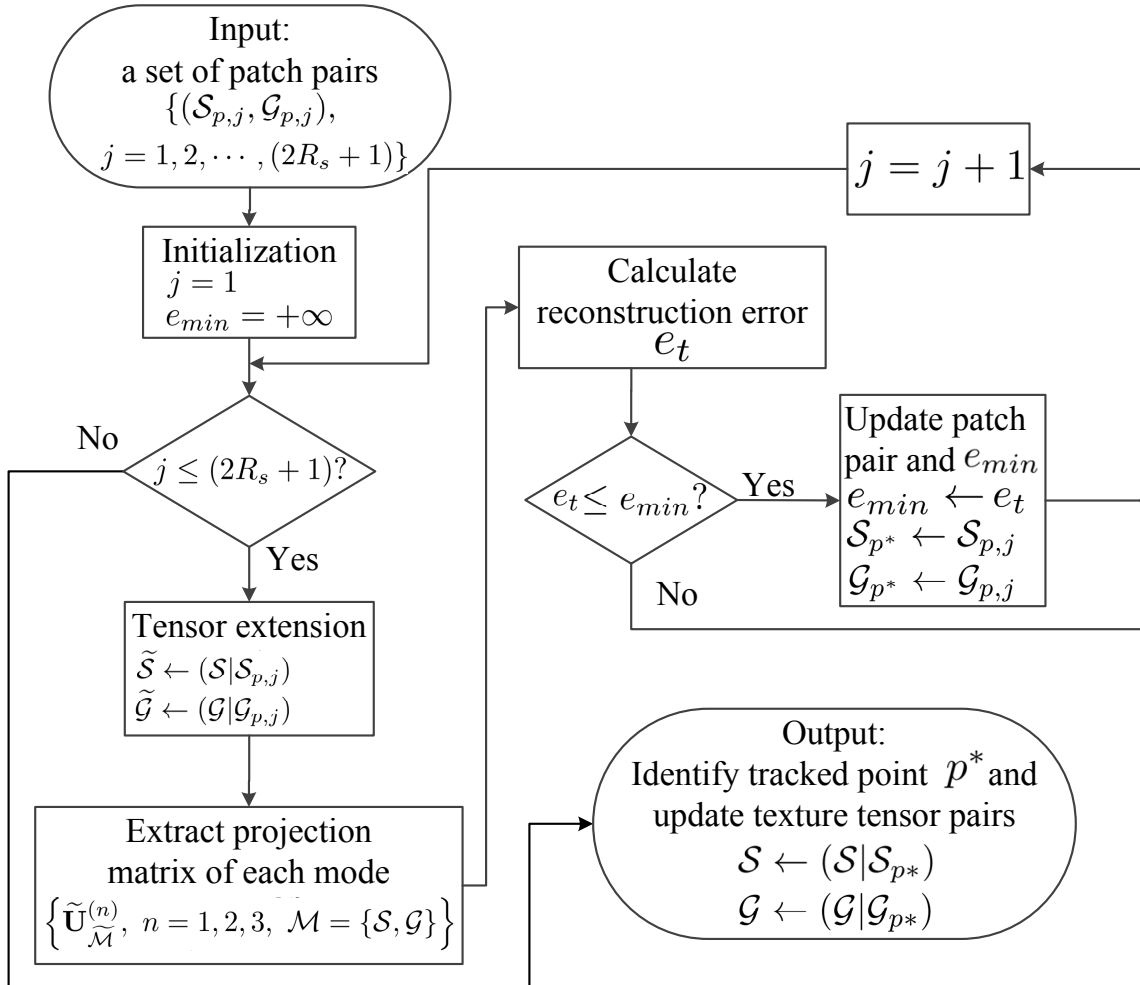 Input:
a set of patch pairs
{(𝒮_{p,j}, 𝒢_{p,j}),
j = 1, 2, ⋯ , (2R_s + 1)}
j = j + 1
Initialization
j = 1
e_{min} = +∞
Calculate
reconstruction error
e_t
No
j ≤ (2R_s + 1)?
Yes
e_t ≤ e_{min}?
Yes
No
Update patch
pair and e_{min}
e_{min} ← e_t
𝒮_{p*} ← 𝒮_{p,j}
𝒢_{p*} ← 𝒢_{p,j}
Tensor extension
𝒮̃ ← (𝒮|𝒮_{p,j})
𝒢̃ ← (𝒢|𝒢_{p,j})
Extract projection
matrix of each mode
{Ũ^{(n)}_{ℳ̃}, n = 1, 2, 3, ℳ = {𝒮, 𝒢}}
Output:
Identify tracked point p* and
update texture tensor pairs
𝒮 ← (𝒮|𝒮_{p*})
𝒢 ← (𝒢|𝒢_{p*})